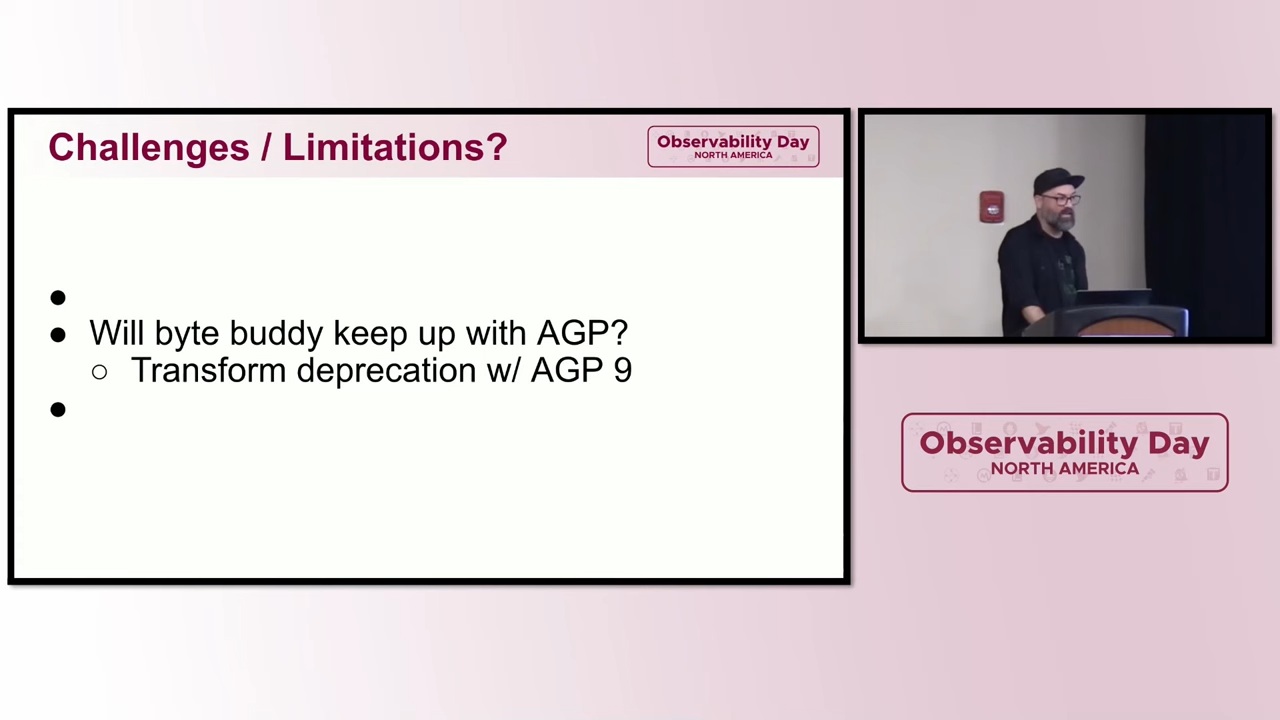 Challenges / Limitations?
Observability Day
NORTH AMERICA
Will byte buddy keep up with AGP?
Transform deprecation w/ AGP 9
Observability Day
NORTH AMERICA